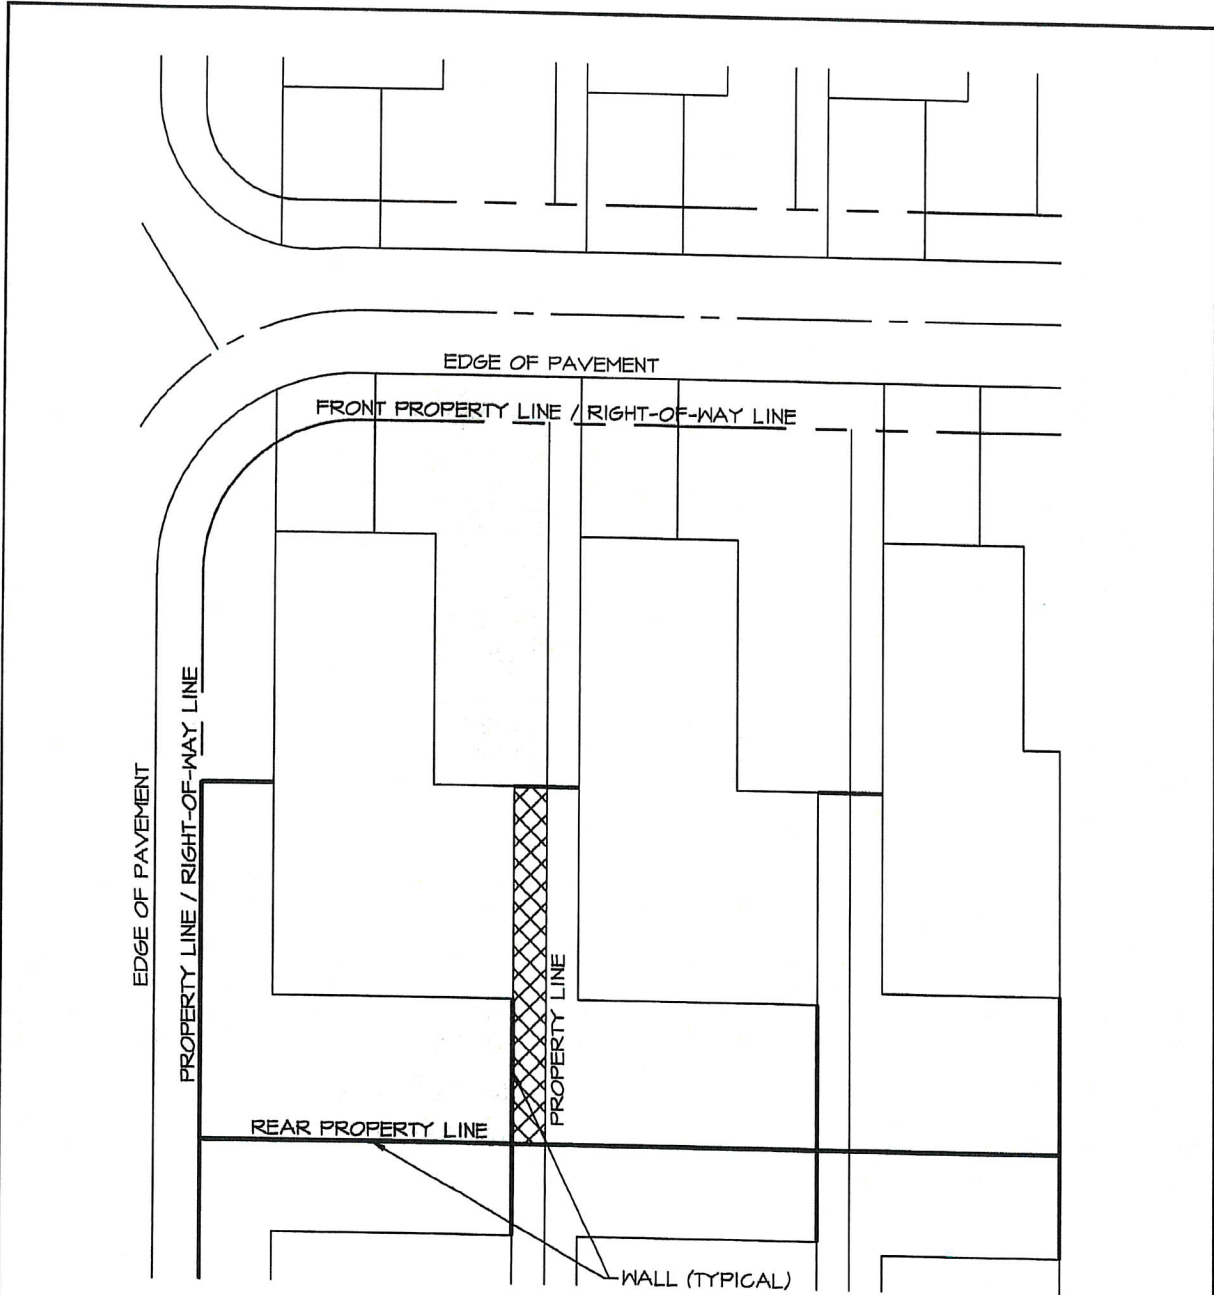 EDGE OF PAVEMENT
FRONT PROPERTY LINE / RIGHT-OF-WAY LINE
PROPERTY LINE / RIGHT-OF-WAY LINE
EDGE OF PAVEMENT
PROPERTY LINE
REAR PROPERTY LINE
WALL (TYPICAL)